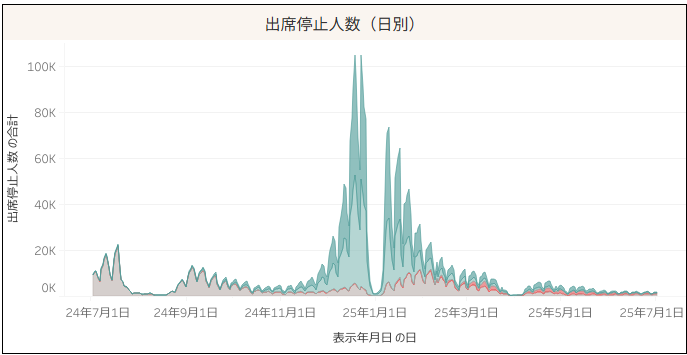 出席停止人数（日別）
100K
80K
60K
40K
20K
0K
出席停止人数 の合計
24年7月1日 24年9月1日 24年11月1日 25年1月1日 25年3月1日 25年5月1日 25年7月1日
表示年月日 の日